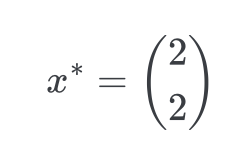 x* = (2
2)